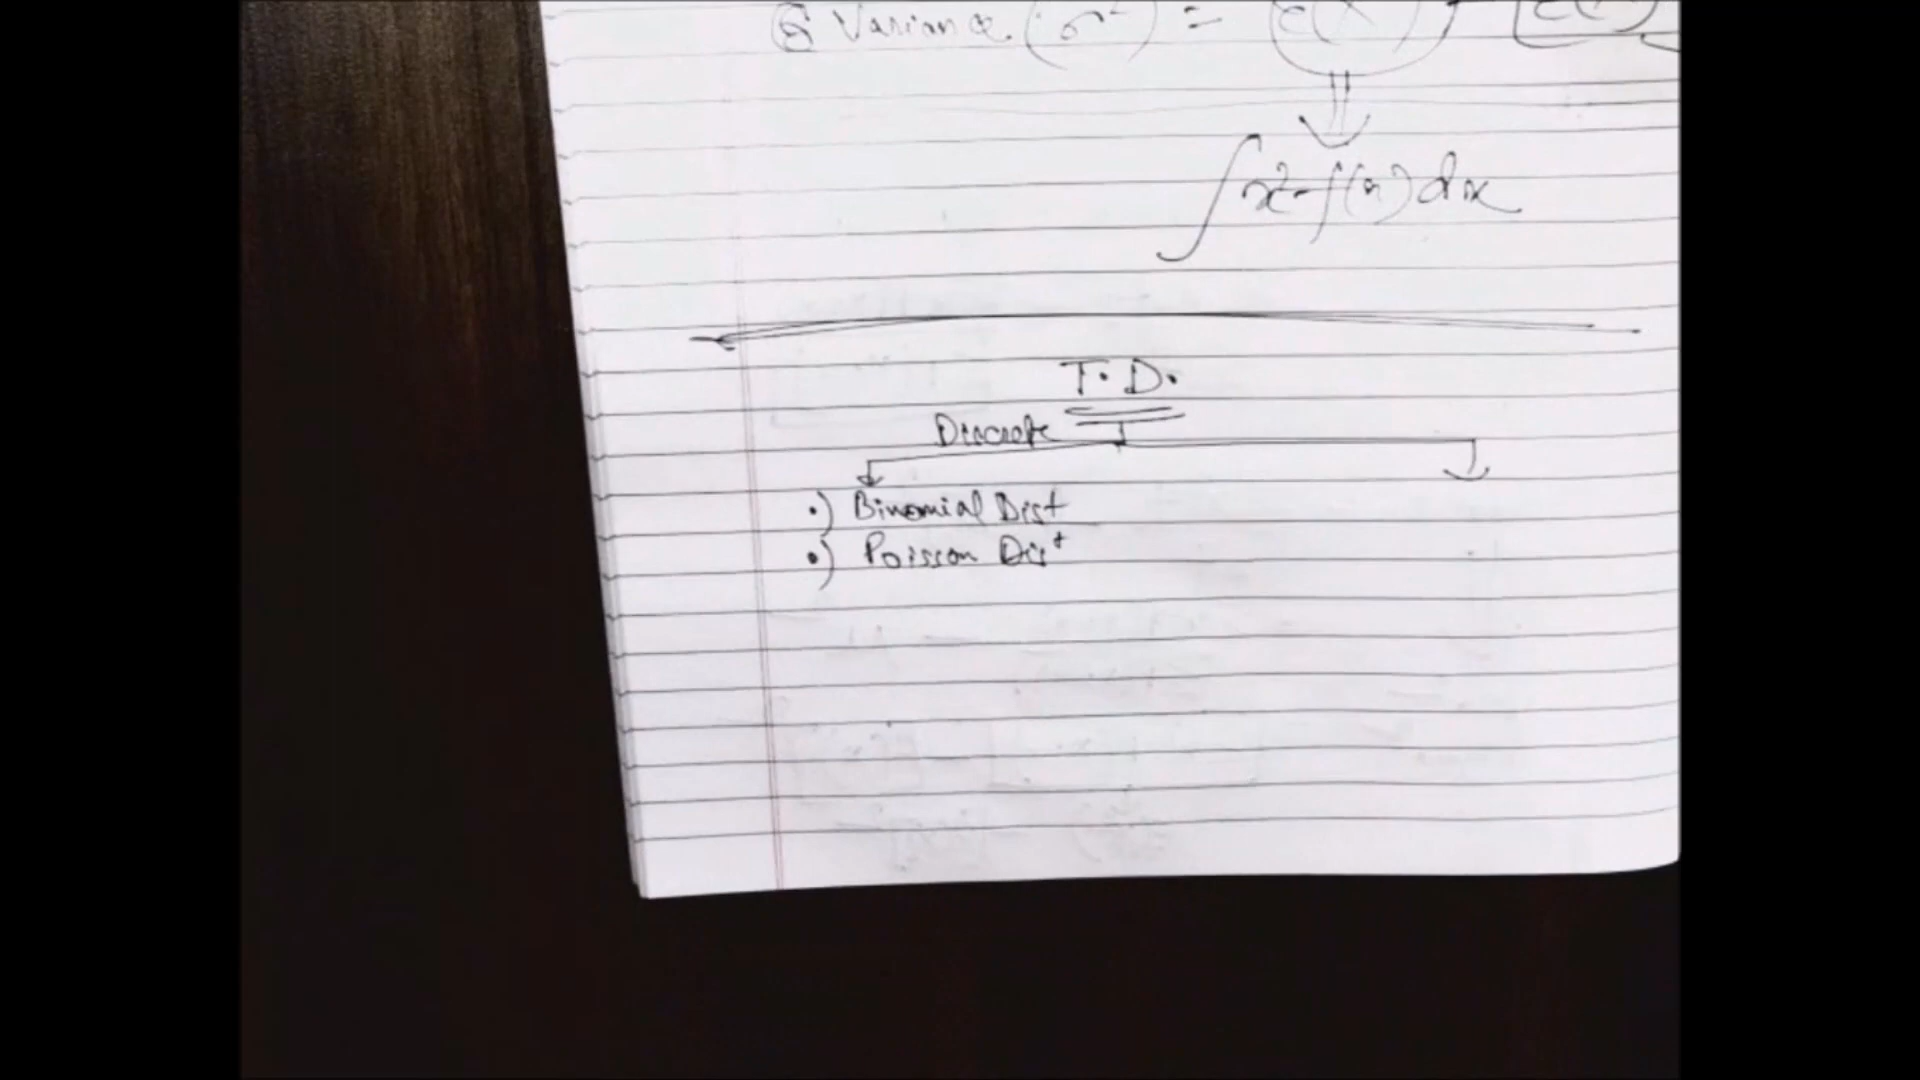 Variance. (σ²) = E(X
∫ x² f(x) dx
T. D.
Discrete
•) Binomial Dist
•) Poisson Dist